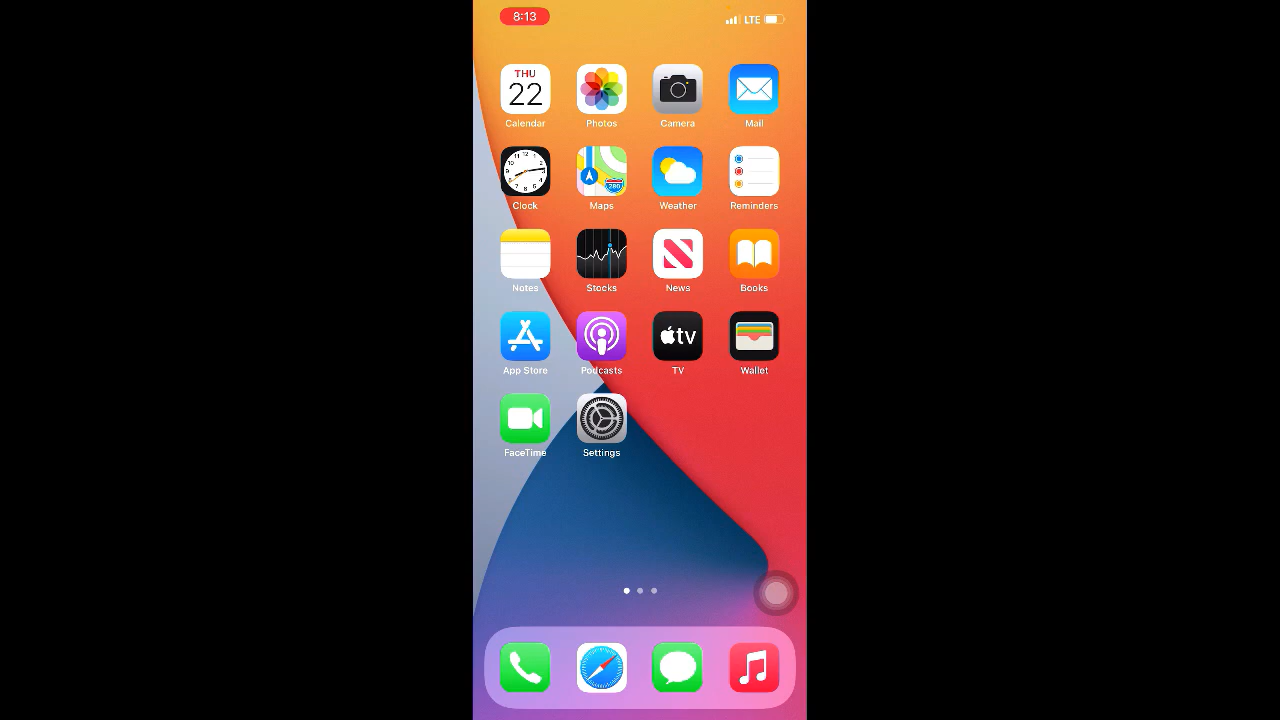 8:13 LTE
THU
22
Calendar Photos Camera Mail
Clock Maps Weather Reminders
Notes Stocks News Books
tv
App Store Podcasts TV Wallet
FaceTime Settings